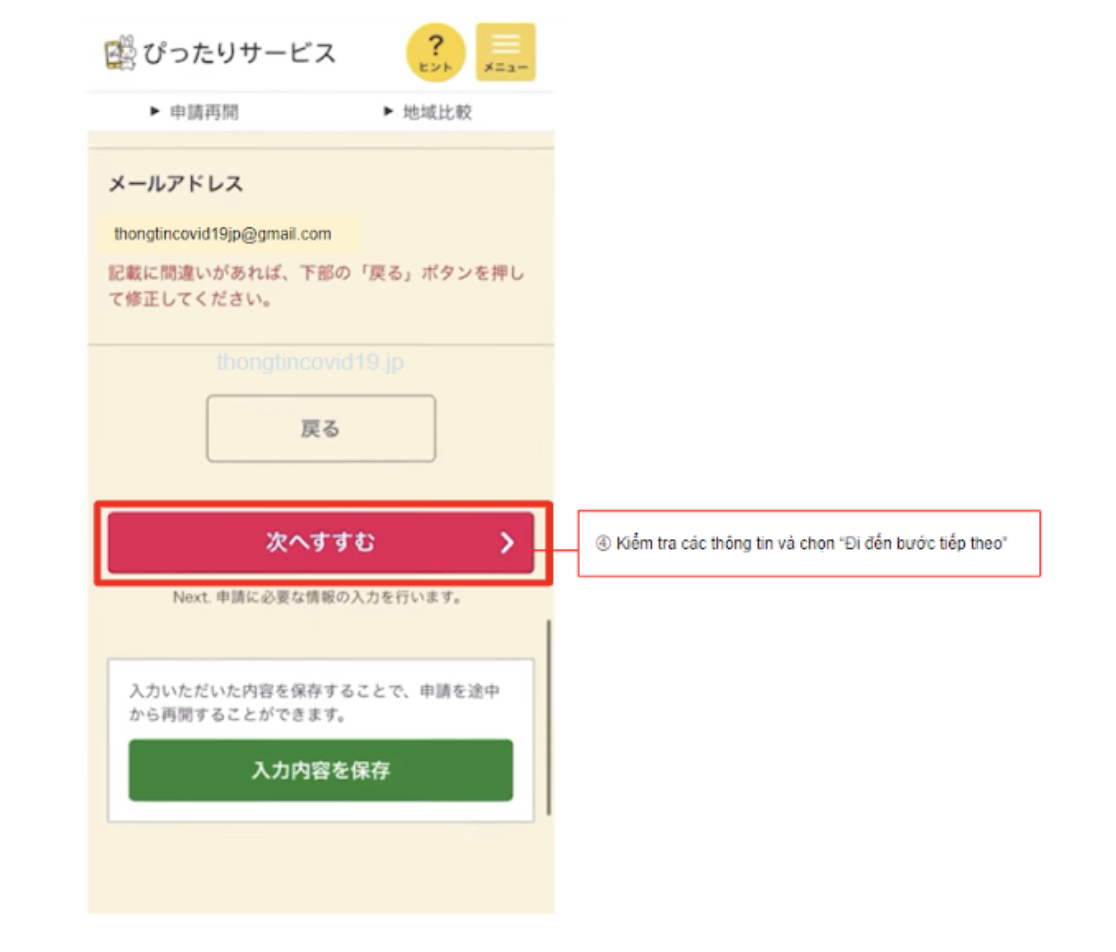 ぴったりサービス
?
ヒント
メニュー
▶ 申請再開
▶ 地域比較
メールアドレス
thongtincovid19jp@gmail.com
記載に間違いがあれば、下部の「戻る」ボタンを押し
て修正してください。
thongtincovid19.jp
戻る
次へすすむ
④ Kiểm tra các thông tin và chọn “Đi đến bước tiếp theo”
Next. 申請に必要な情報の入力を行います。
入力いただいた内容を保存することで、申請を途中
から再開することができます。
入力内容を保存